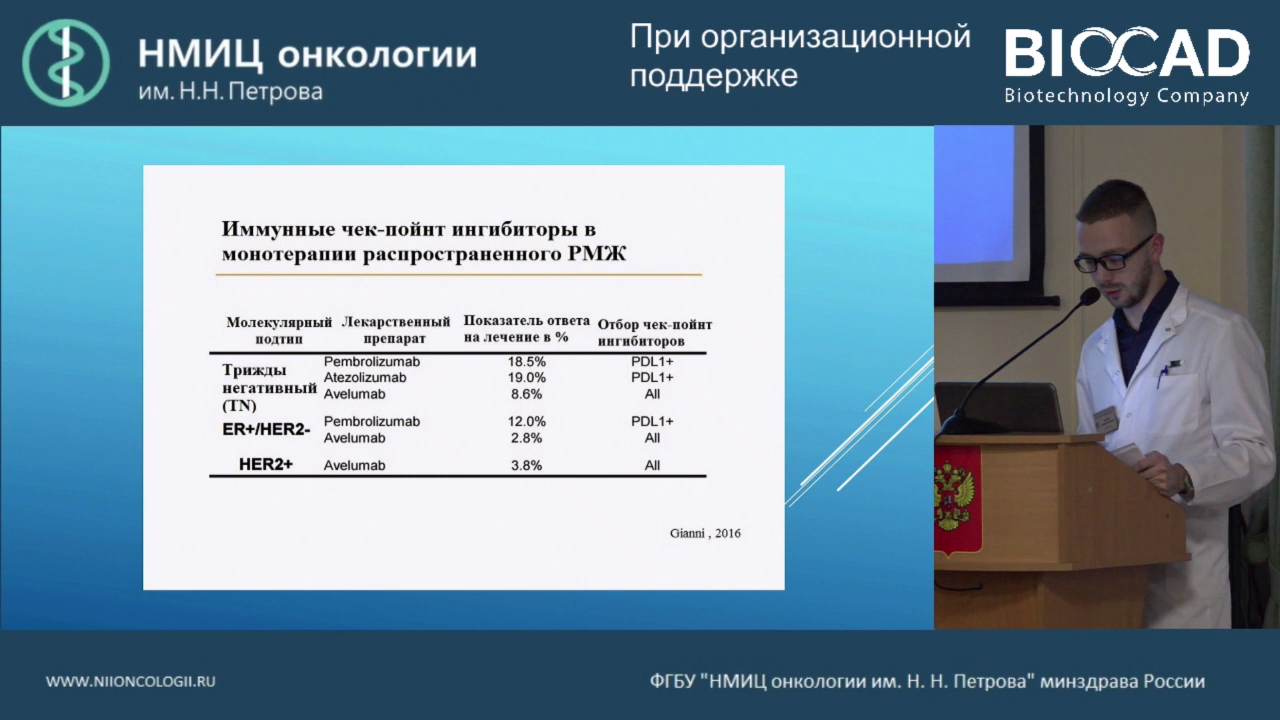 НМИЦ онкологии
им. Н.Н. Петрова
При организационной
поддержке
BIOCAD
Biotechnology Company
Иммунные чек-пойнт ингибиторы в
монотерапии распространенного РМЖ
Молекулярный подтип Лекарственный препарат Показатель ответа на лечение в % Отбор чек-пойнт ингибиторов
Трижды негативный (TN)
Pembrolizumab 18.5% PDL1+
Atezolizumab 19.0% PDL1+
Avelumab 8.6% All
ER+/HER2-
Pembrolizumab 12.0% PDL1+
Avelumab 2.8% All
HER2+ Avelumab 3.8% All
Gianni , 2016
WWW.NIIONCOLOGII.RU
ФГБУ "НМИЦ онкологии им. Н. Н. Петрова" минздрава России